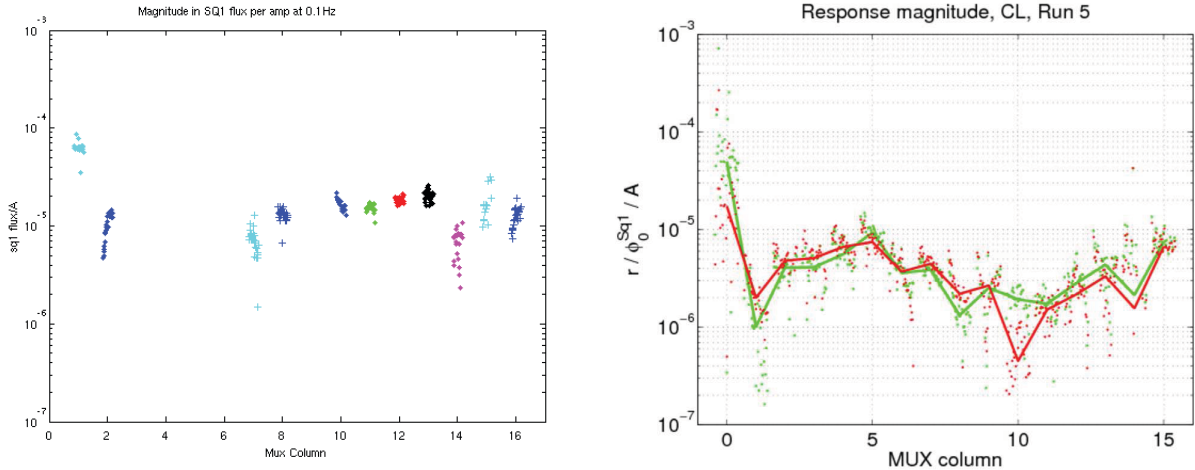 Magnitude in SQ1 flux per amp at 0.1Hz
sq1 flux/A
10^-3
10^-4
10^-5
10^-6
10^-7
0 2 4 6 8 10 12 14 16
Mux Column
Response magnitude, CL, Run 5
r / ϕ_0^Sq1 / A
10^-3
10^-4
10^-5
10^-6
10^-7
0 5 10 15
MUX column